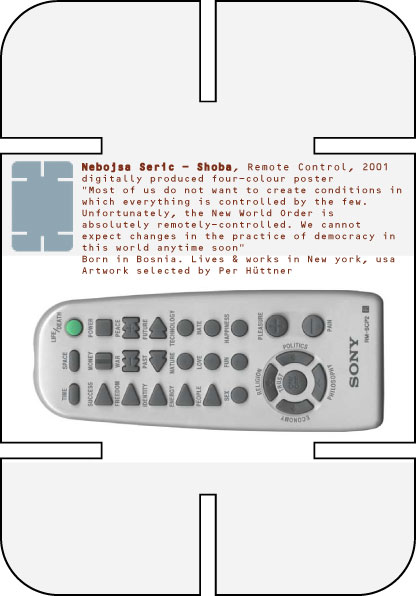 Nebojsa Seric - Shoba, Remote Control, 2001
digitally produced four-colour poster
"Most of us do not want to create conditions in
which everything is controlled by the few.
Unfortunately, the New World Order is
absolutely remotely-controlled. We cannot
expect changes in the practice of democracy in
this world anytime soon"
Born in Bosnia. Lives & works in New york, usa
Artwork selected by Per Hüttner
LIFE/DEATH
POWER
PEACE
FUTURE
TECHNOLOGY
HATE
HAPPINESS
PLEASURE
PAIN
SPACE
MONEY
WAR
PAST
NATURE
LOVE
FUN
TIME
SUCCESS
FREEDOM
IDENTITY
ENERGY
PEOPLE
SEX
POLITICS
RELIGION
TRUST
PHILOSOPHY
ECONOMY
SONY